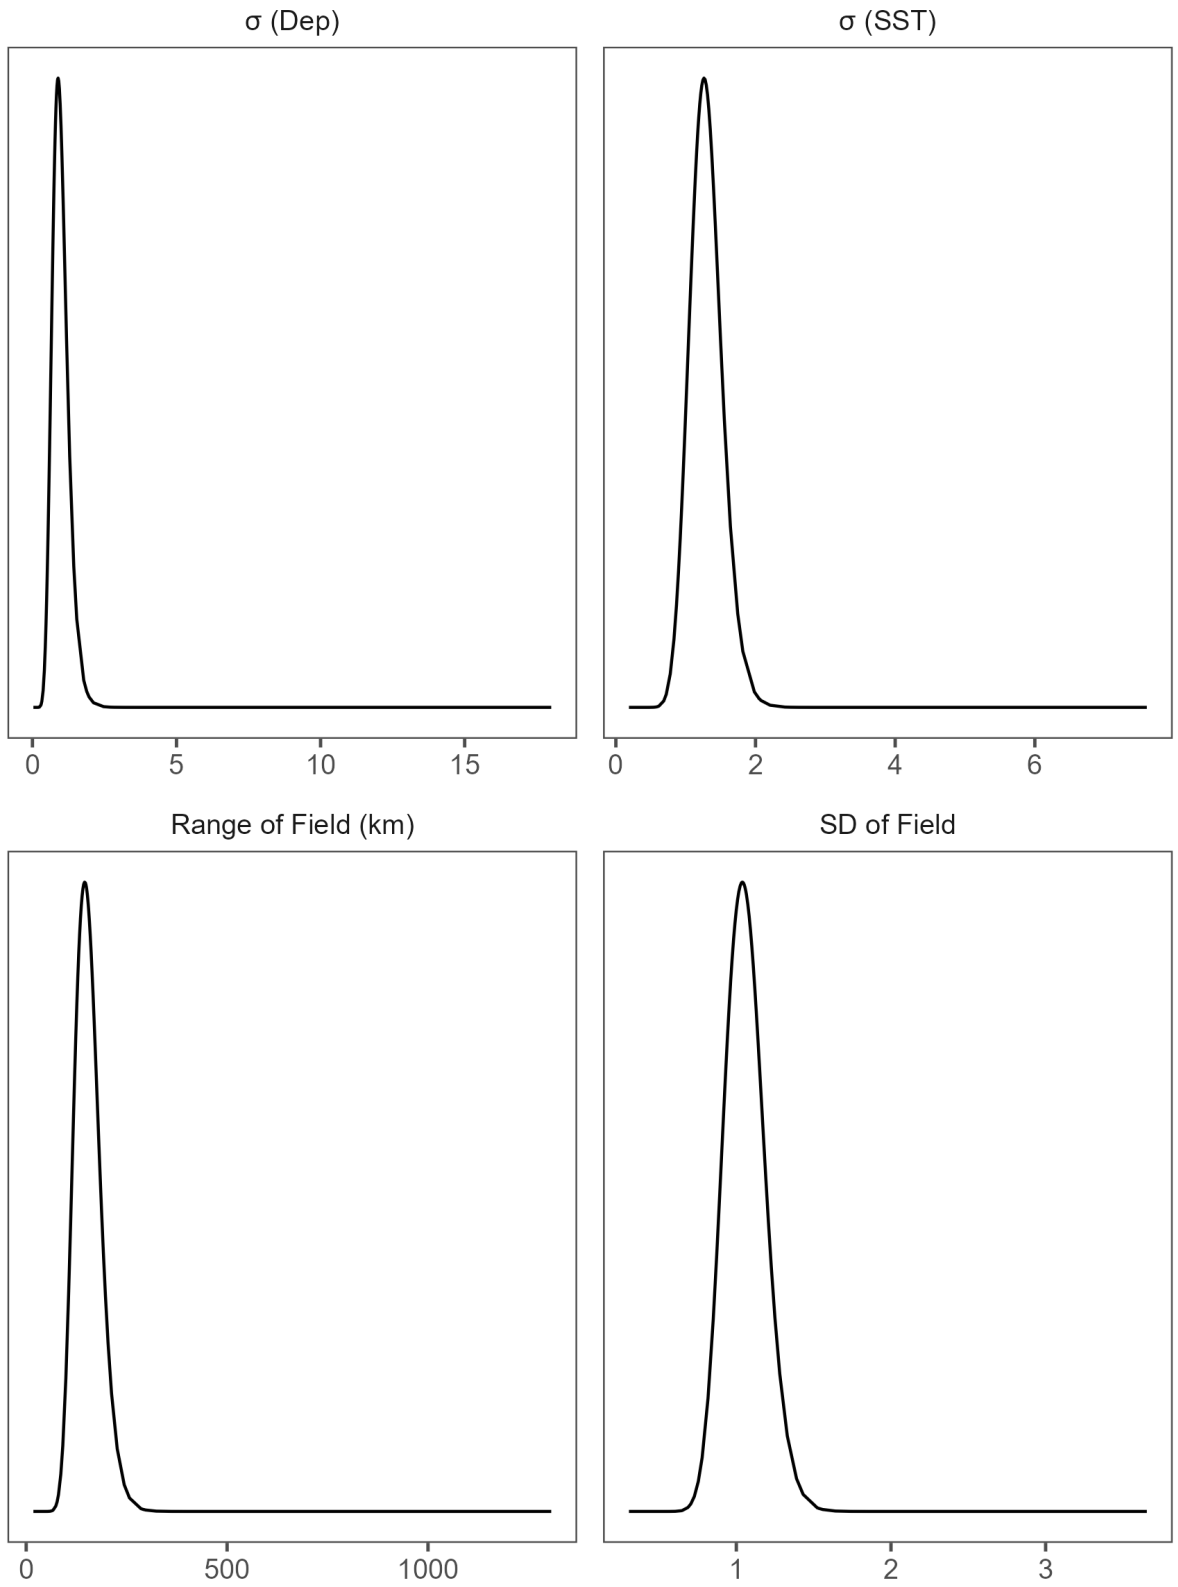 σ (Dep)
σ (SST)
0 5 10 15
0 2 4 6
Range of Field (km)
SD of Field
0 500 1000
1 2 3